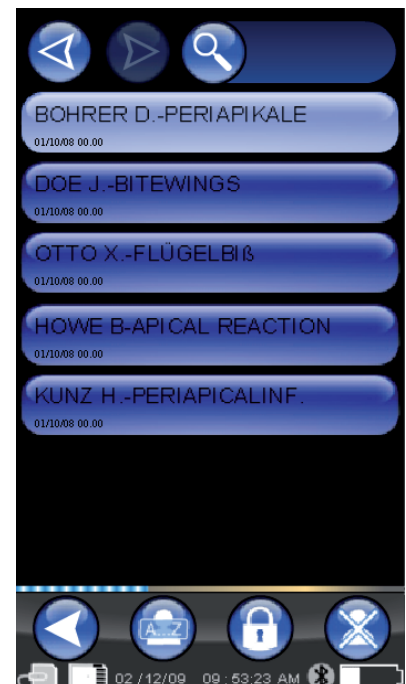 BOHRER D.-PERIAPIKALE
01/10/08 00.00
DOE J.-BITEWINGS
01/10/08 00.00
OTTO X.-FLÜGELBIß
01/10/08 00.00
HOWE B-APICAL REACTION
01/10/08 00.00
KUNZ H.-PERIAPICALINF.
01/10/08 00.00
A...Z
02/12/09 09:53:23 AM